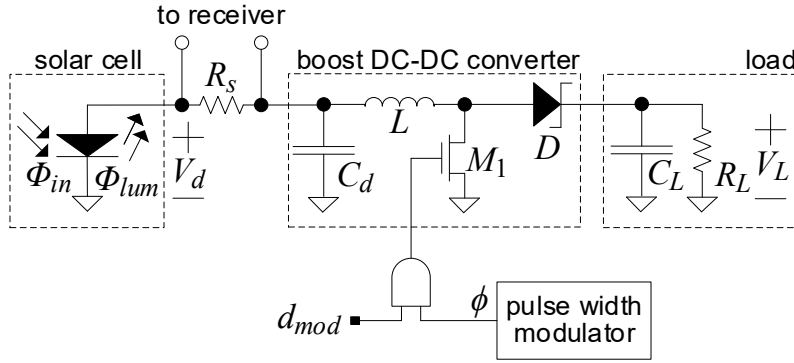 to receiver
solar cell
boost DC-DC converter
load
R_s
L
D
M_1
Φ_in
Φ_lum
V_d
C_d
C_L
R_L
V_L
d_mod
ϕ
pulse width
modulator